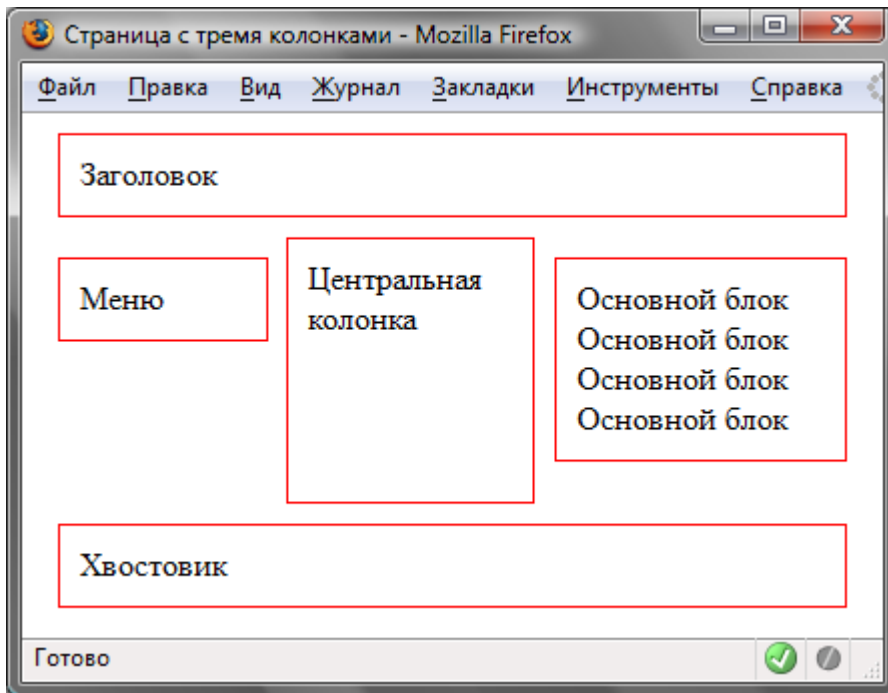 Страница с тремя колонками - Mozilla Firefox
Файл Правка Вид Журнал Закладки Инструменты Справка
Заголовок
Меню
Центральная
колонка
Основной блок
Основной блок
Основной блок
Основной блок
Хвостовик
Готово